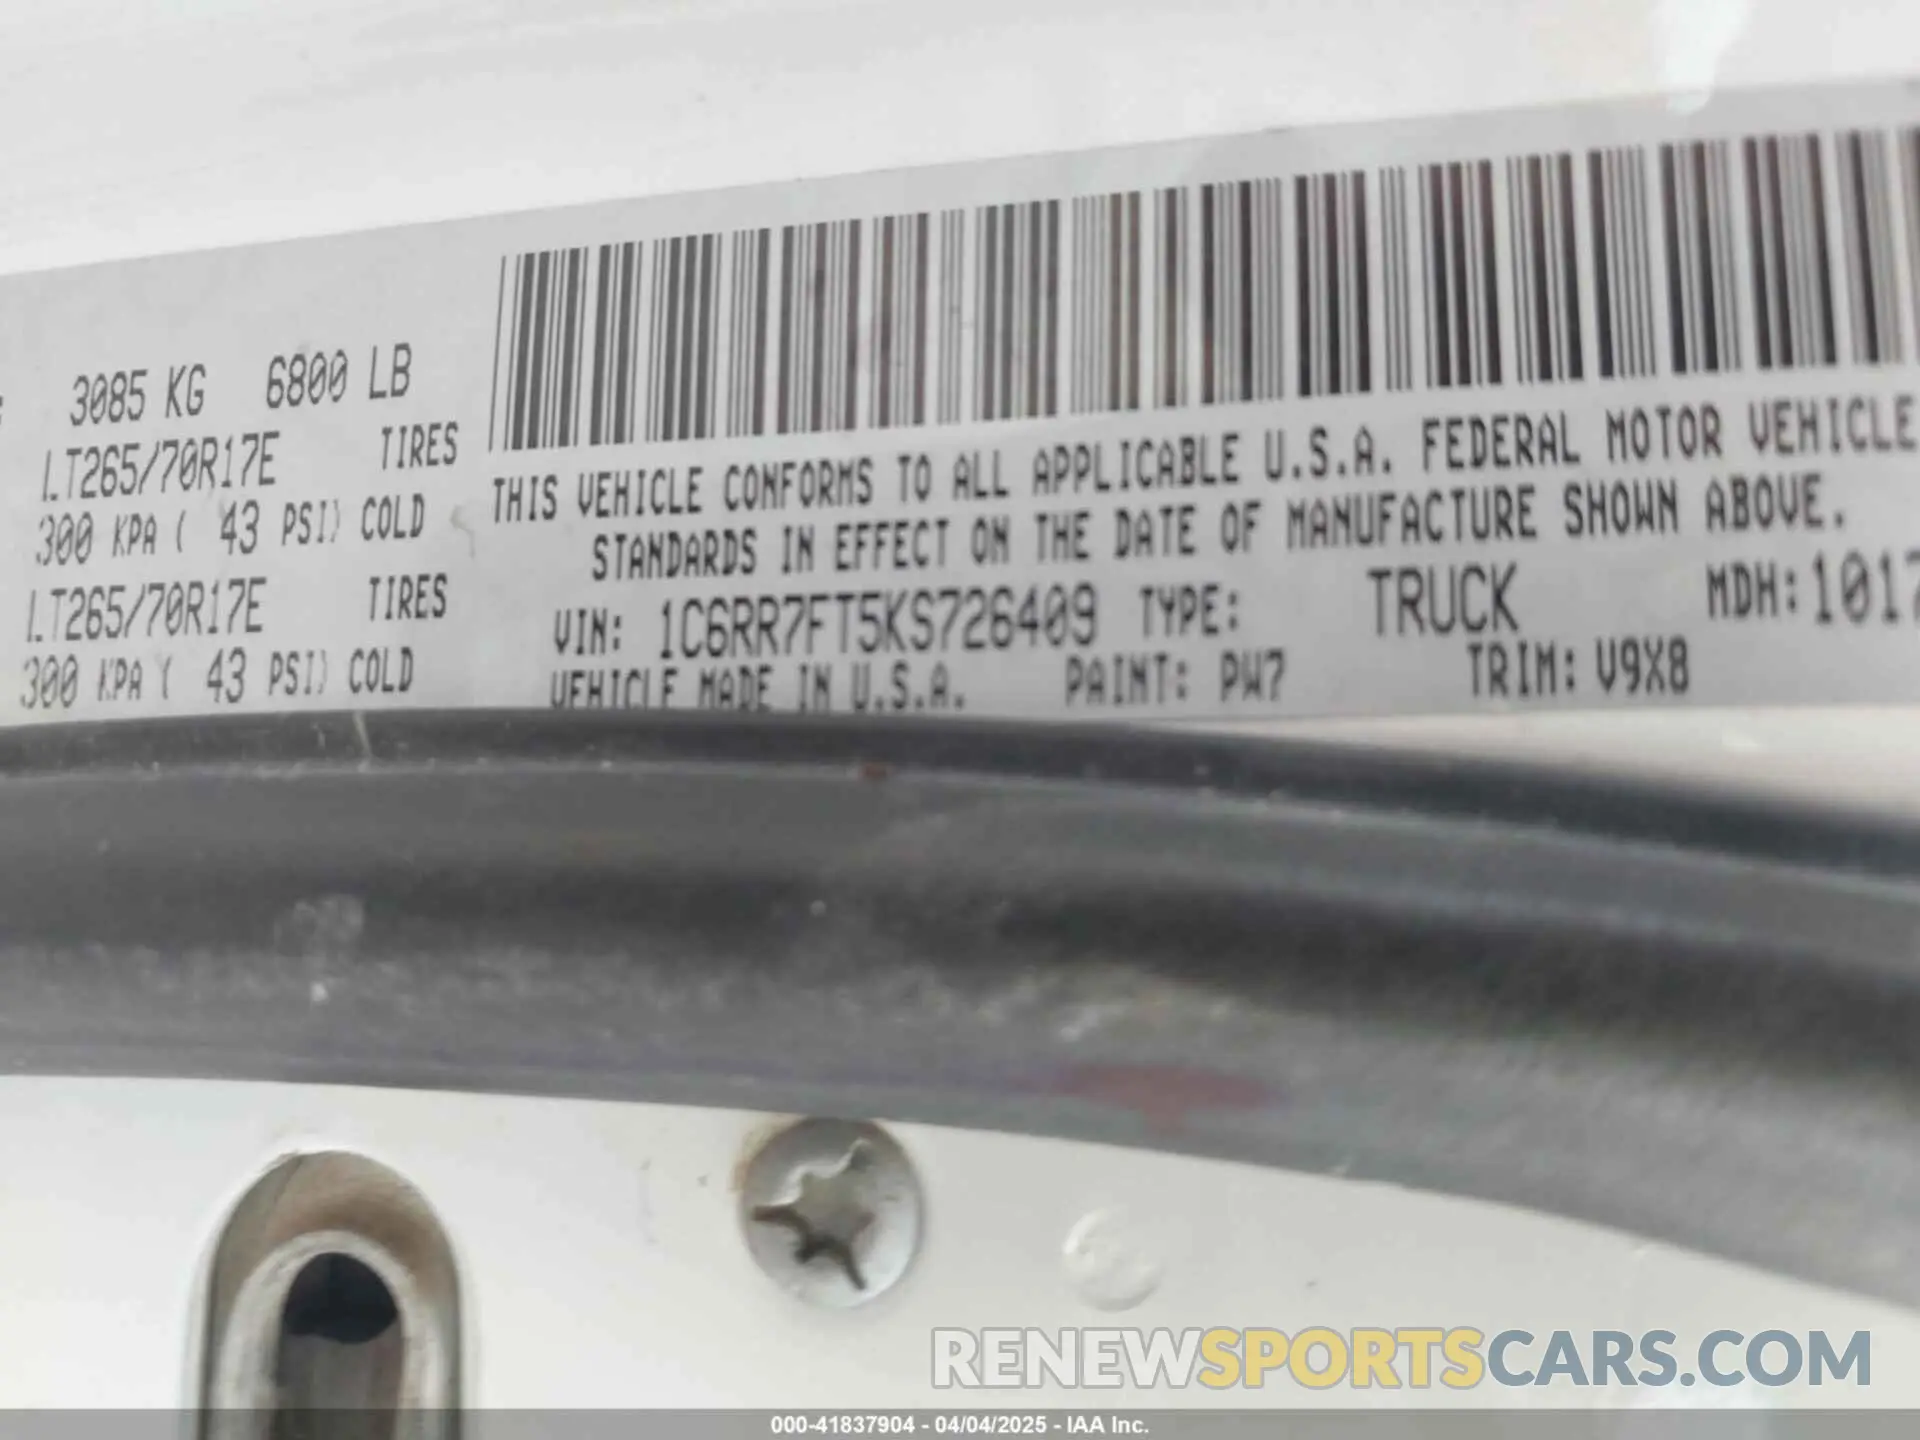 3085 KG 6800 LB
LT265/70R17E TIRES
300 KPA ( 43 PSI) COLD
LT265/70R17E TIRES
300 KPA ( 43 PSI) COLD
THIS VEHICLE CONFORMS TO ALL APPLICABLE U.S.A. FEDERAL MOTOR VEHICLE
STANDARDS IN EFFECT ON THE DATE OF MANUFACTURE SHOWN ABOVE.
VIN: 1C6RR7FT5KS726409 TYPE: TRUCK MDH: 1017
VEHICLE MADE IN U.S.A. PAINT: PW7 TRIM: V9X8
RENEWSPORTSCARS.COM
000-41837904 - 04/04/2025 - IAA Inc.